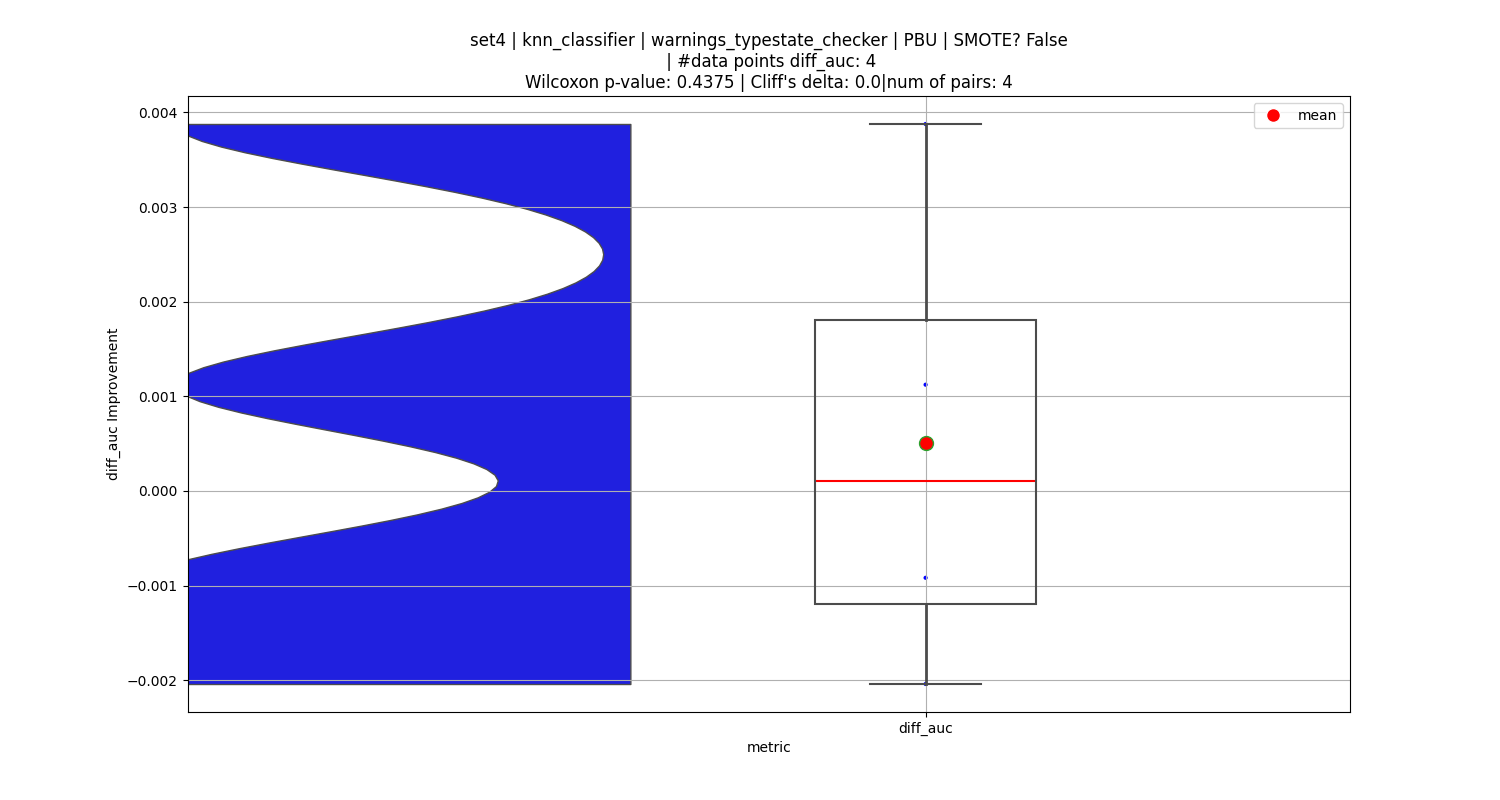 set4 | knn_classifier | warnings_typestate_checker | PBU | SMOTE? False
| #data points diff_auc: 4
Wilcoxon p-value: 0.4375 | Cliff's delta: 0.0|num of pairs: 4
mean
0.004
0.003
0.002
0.001
0.000
−0.001
−0.002
diff_auc Improvement
diff_auc
metric